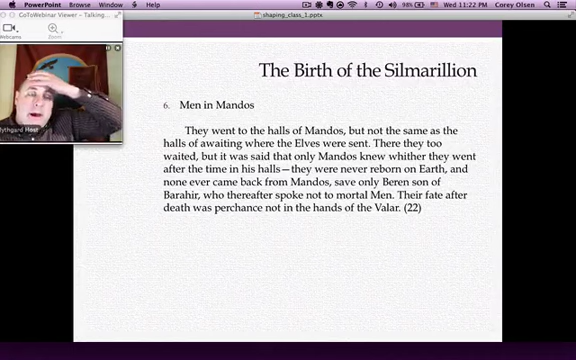 PowerPoint Browse Window Help
98% Wed 11:22 PM Corey Olsen
GoToWebinar Viewer – Talking...
shaping_class_1.pptx
Webcams Zoom
Mythgard Host
The Birth of the Silmarillion
6. Men in Mandos
They went to the halls of Mandos, but not the same as the
halls of awaiting where the Elves were sent. There they too
waited, but it was said that only Mandos knew whither they went
after the time in his halls—they were never reborn on Earth, and
none ever came back from Mandos, save only Beren son of
Barahir, who thereafter spoke not to mortal Men. Their fate after
death was perchance not in the hands of the Valar. (22)